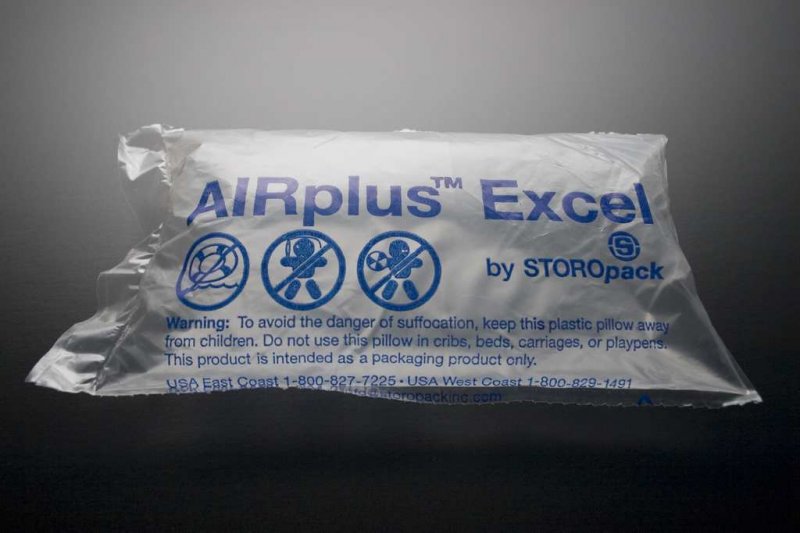 AIRplus™ Excel
by STOROpack
Warning: To avoid the danger of suffocation, keep this plastic pillow away
from children. Do not use this pillow in cribs, beds, carriages, or playpens.
This product is intended as a packaging product only.
USA East Coast 1-800-827-7225 • USA West Coast 1-800-829-1491